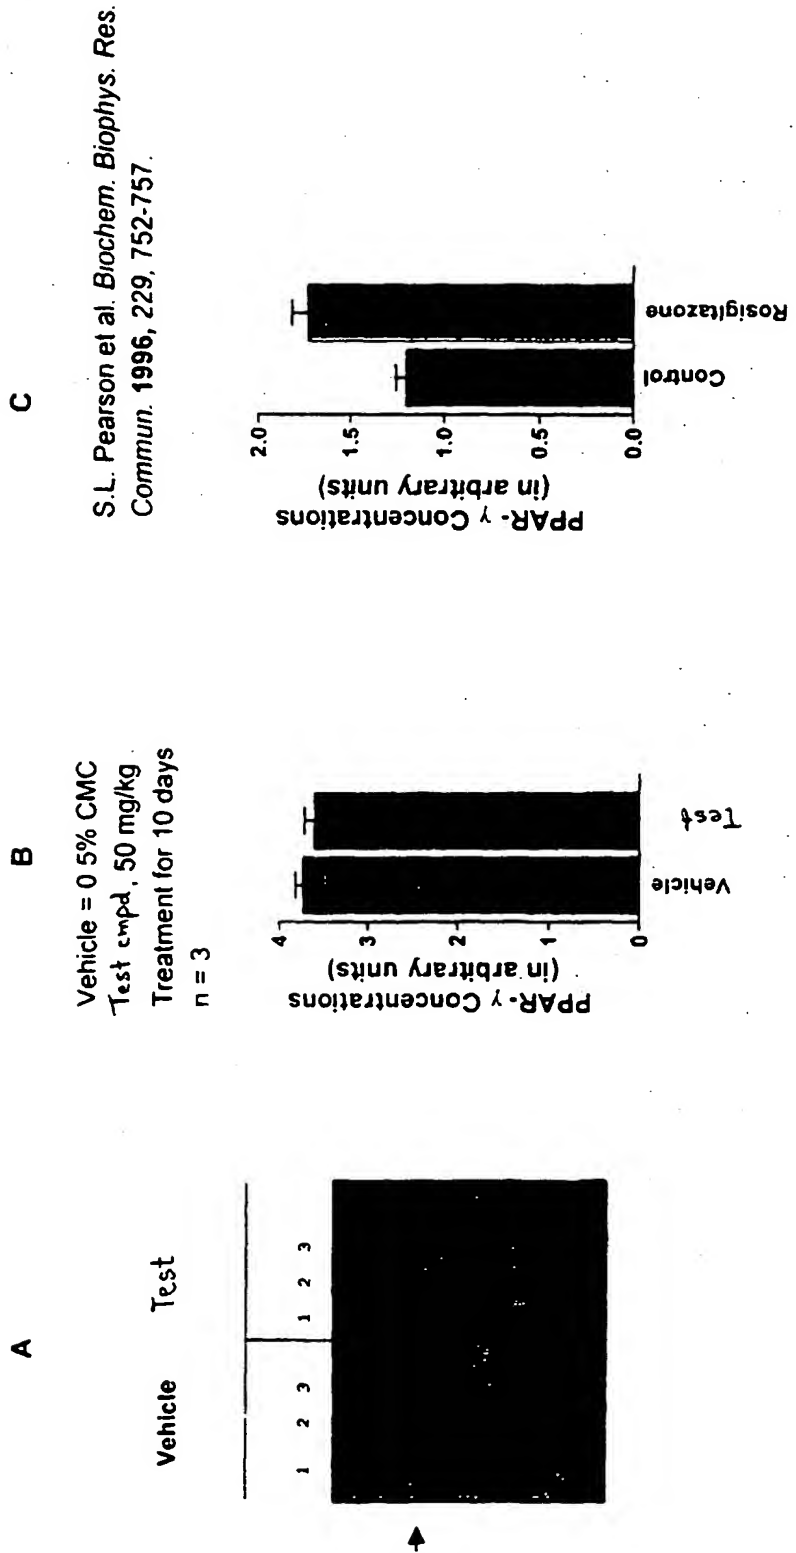 A
Vehicle Test
1 2 3 1 2 3
B
Vehicle = 0 5% CMC
Test cmpd, 50 mg/kg
Treatment for 10 days
n = 3
PPAR-γ Concentrations
(in arbitrary units)
4
3
2
1
0
Vehicle
Test
C
S.L. Pearson et al. Biochem. Biophys. Res.
Commun. 1996, 229, 752-757.
PPAR-γ Concentrations
(in arbitrary units)
2.0
1.5
1.0
0.5
0.0
Control
Rosiglitazone